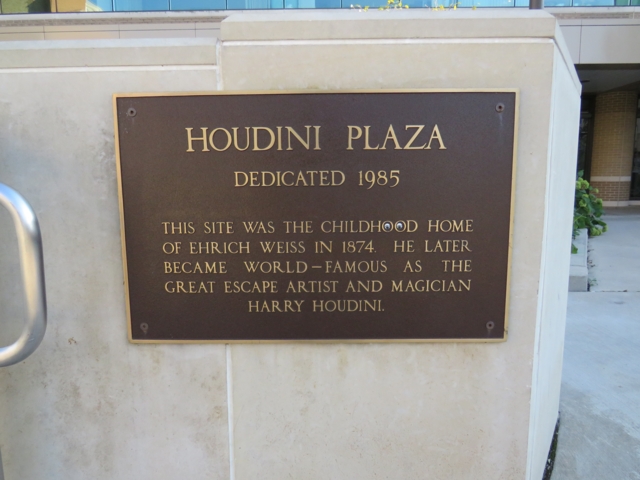 HOUDINI PLAZA
DEDICATED 1985
THIS SITE WAS THE CHILDHOOD HOME
OF EHRICH WEISS IN 1874. HE LATER
BECAME WORLD-FAMOUS AS THE
GREAT ESCAPE ARTIST AND MAGICIAN
HARRY HOUDINI.